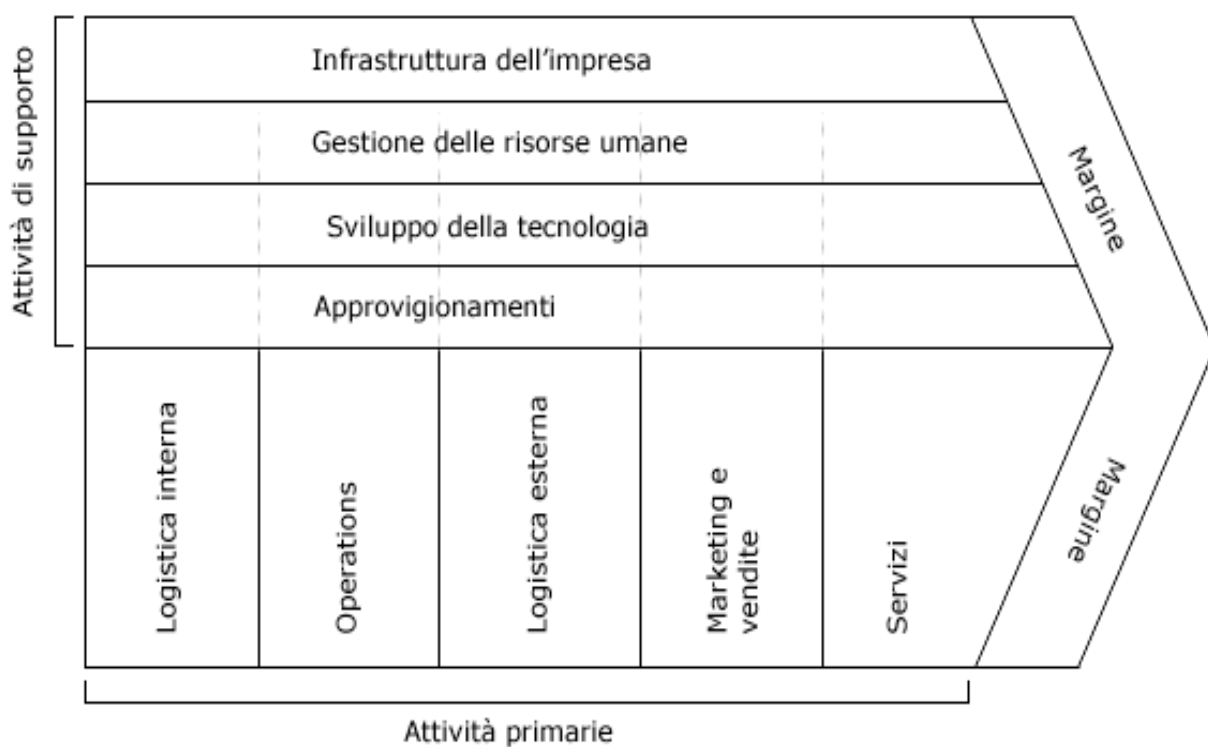 Attività di supporto
Infrastruttura dell'impresa
Gestione delle risorse umane
Sviluppo della tecnologia
Approvigionamenti
Margine
Logistica interna
Operations
Logistica esterna
Marketing e
vendite
Servizi
Margine
Attività primarie